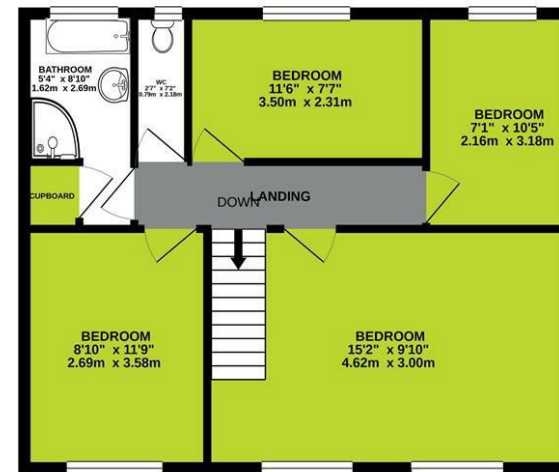 BATHROOM
5'4" x 8'10"
1.62m x 2.69m
WC
2'7" x 7'2"
0.79m x 2.18m
BEDROOM
11'6" x 7'7"
3.50m x 2.31m
BEDROOM
7'1" x 10'5"
2.16m x 3.18m
CUPBOARD
LANDING
DOWN
BEDROOM
8'10" x 11'9"
2.69m x 3.58m
BEDROOM
15'2" x 9'10"
4.62m x 3.00m